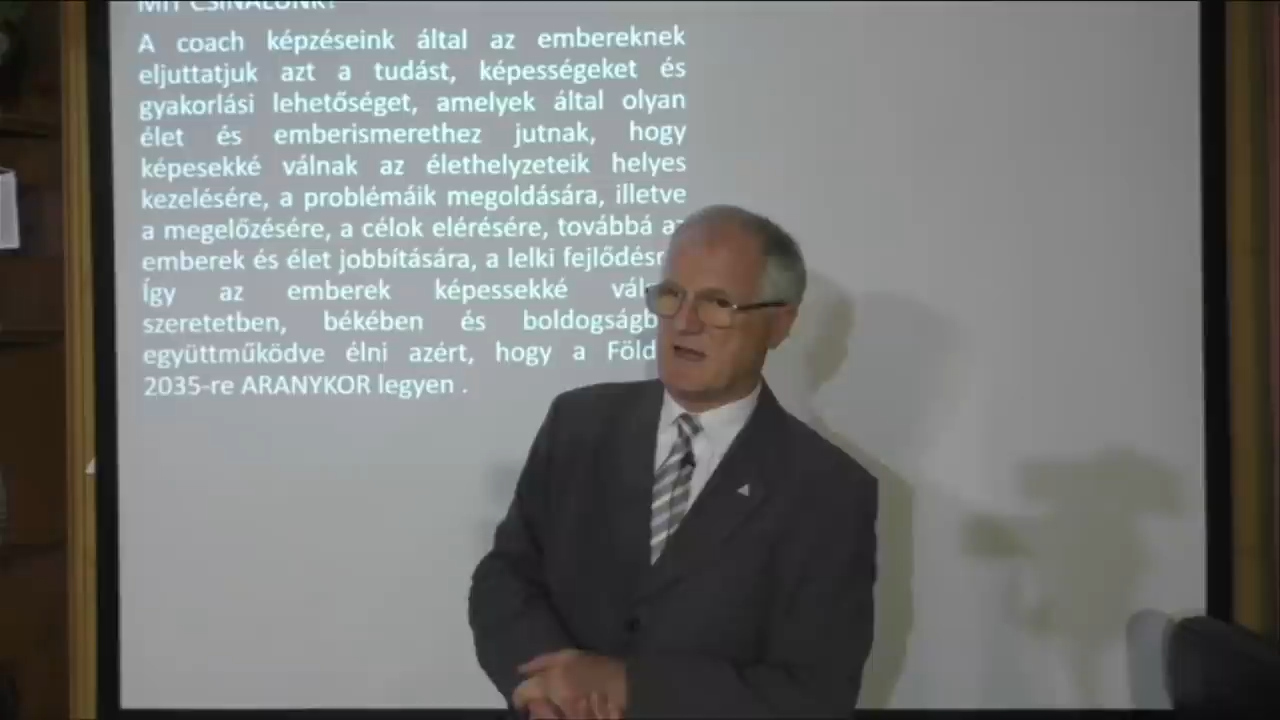 MIT CSINÁLUNK?
A coach képzéseink által az embereknek
eljuttatjuk azt a tudást, képességeket és
gyakorlási lehetőséget, amelyek által olyan
élet és emberismerethez jutnak, hogy
képesekké válnak az élethelyzeteik helyes
kezelésére, a problémáik megoldására, illetve
a megelőzésére, a célok elérésére, továbbá az
emberek és élet jobbítására, a lelki
Így az emberek képessekké
szeretetben, békében és
együttműködve élni azért, hogy a Föld
2035-re ARANYKOR legyen .